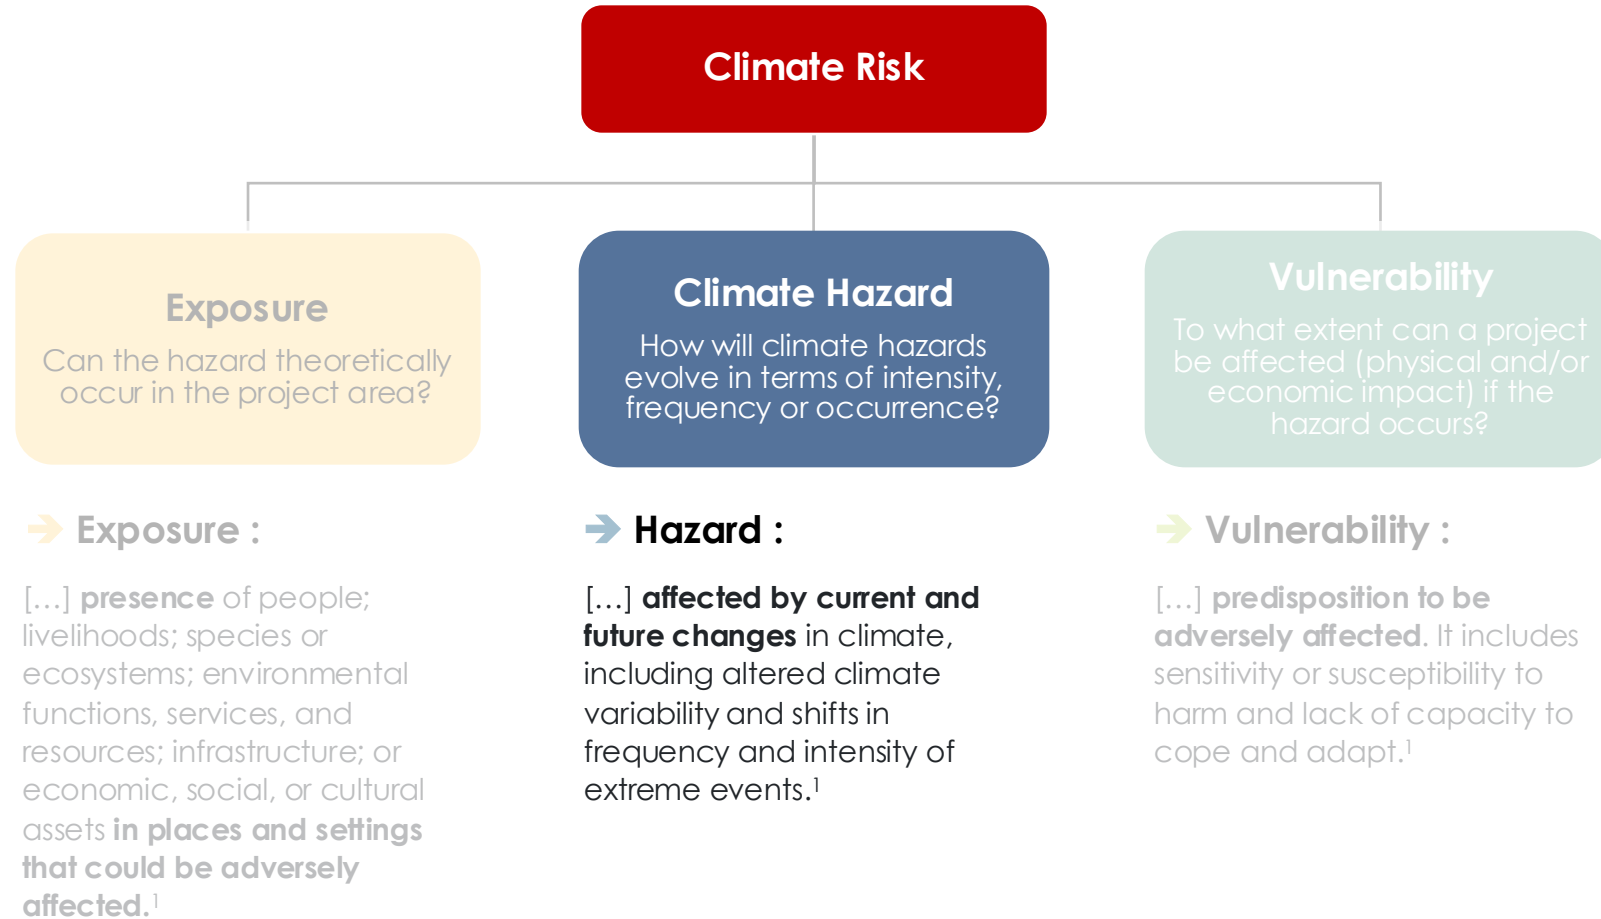 Climate Risk
Exposure
Can the hazard theoretically
occur in the project area?
Climate Hazard
How will climate hazards
evolve in terms of intensity,
frequency or occurrence?
Vulnerability
To what extent can a project
be affected (physical and/or
economic impact) if the
hazard occurs?
Exposure :
[…] presence of people;
livelihoods; species or
ecosystems; environmental
functions, services, and
resources; infrastructure; or
economic, social, or cultural
assets in places and settings
that could be adversely
affected.¹
Hazard :
[…] affected by current and
future changes in climate,
including altered climate
variability and shifts in
frequency and intensity of
extreme events.¹
Vulnerability :
[…] predisposition to be
adversely affected. It includes
sensitivity or susceptibility to
harm and lack of capacity to
cope and adapt.¹